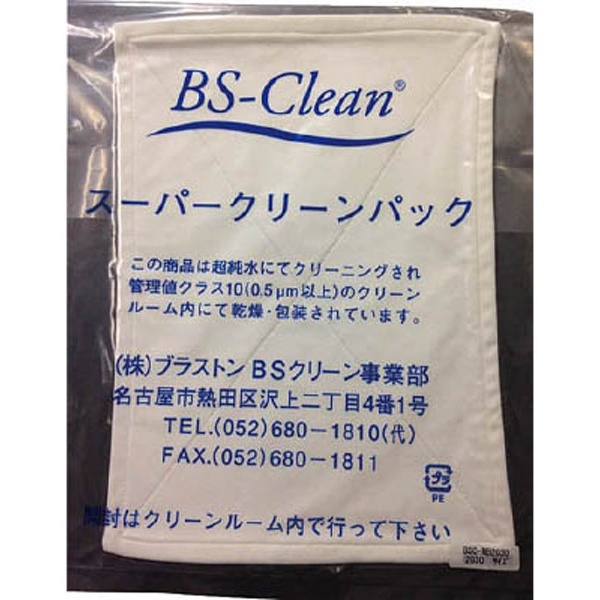 BS-Clean®
スーパークリーンパック
この商品は超純水にてクリーニングされ
管理値クラス10(0.5μm以上)のクリーン
ルーム内にて乾燥・包装されています。
(株)ブラストンBSクリーン事業部
名古屋市熱田区沢上二丁目4番1号
TEL.(052)680-1810(代)
FAX.(052)680-1811
プラ
PE
開封はクリーンルーム内で行って下さい
サイズ